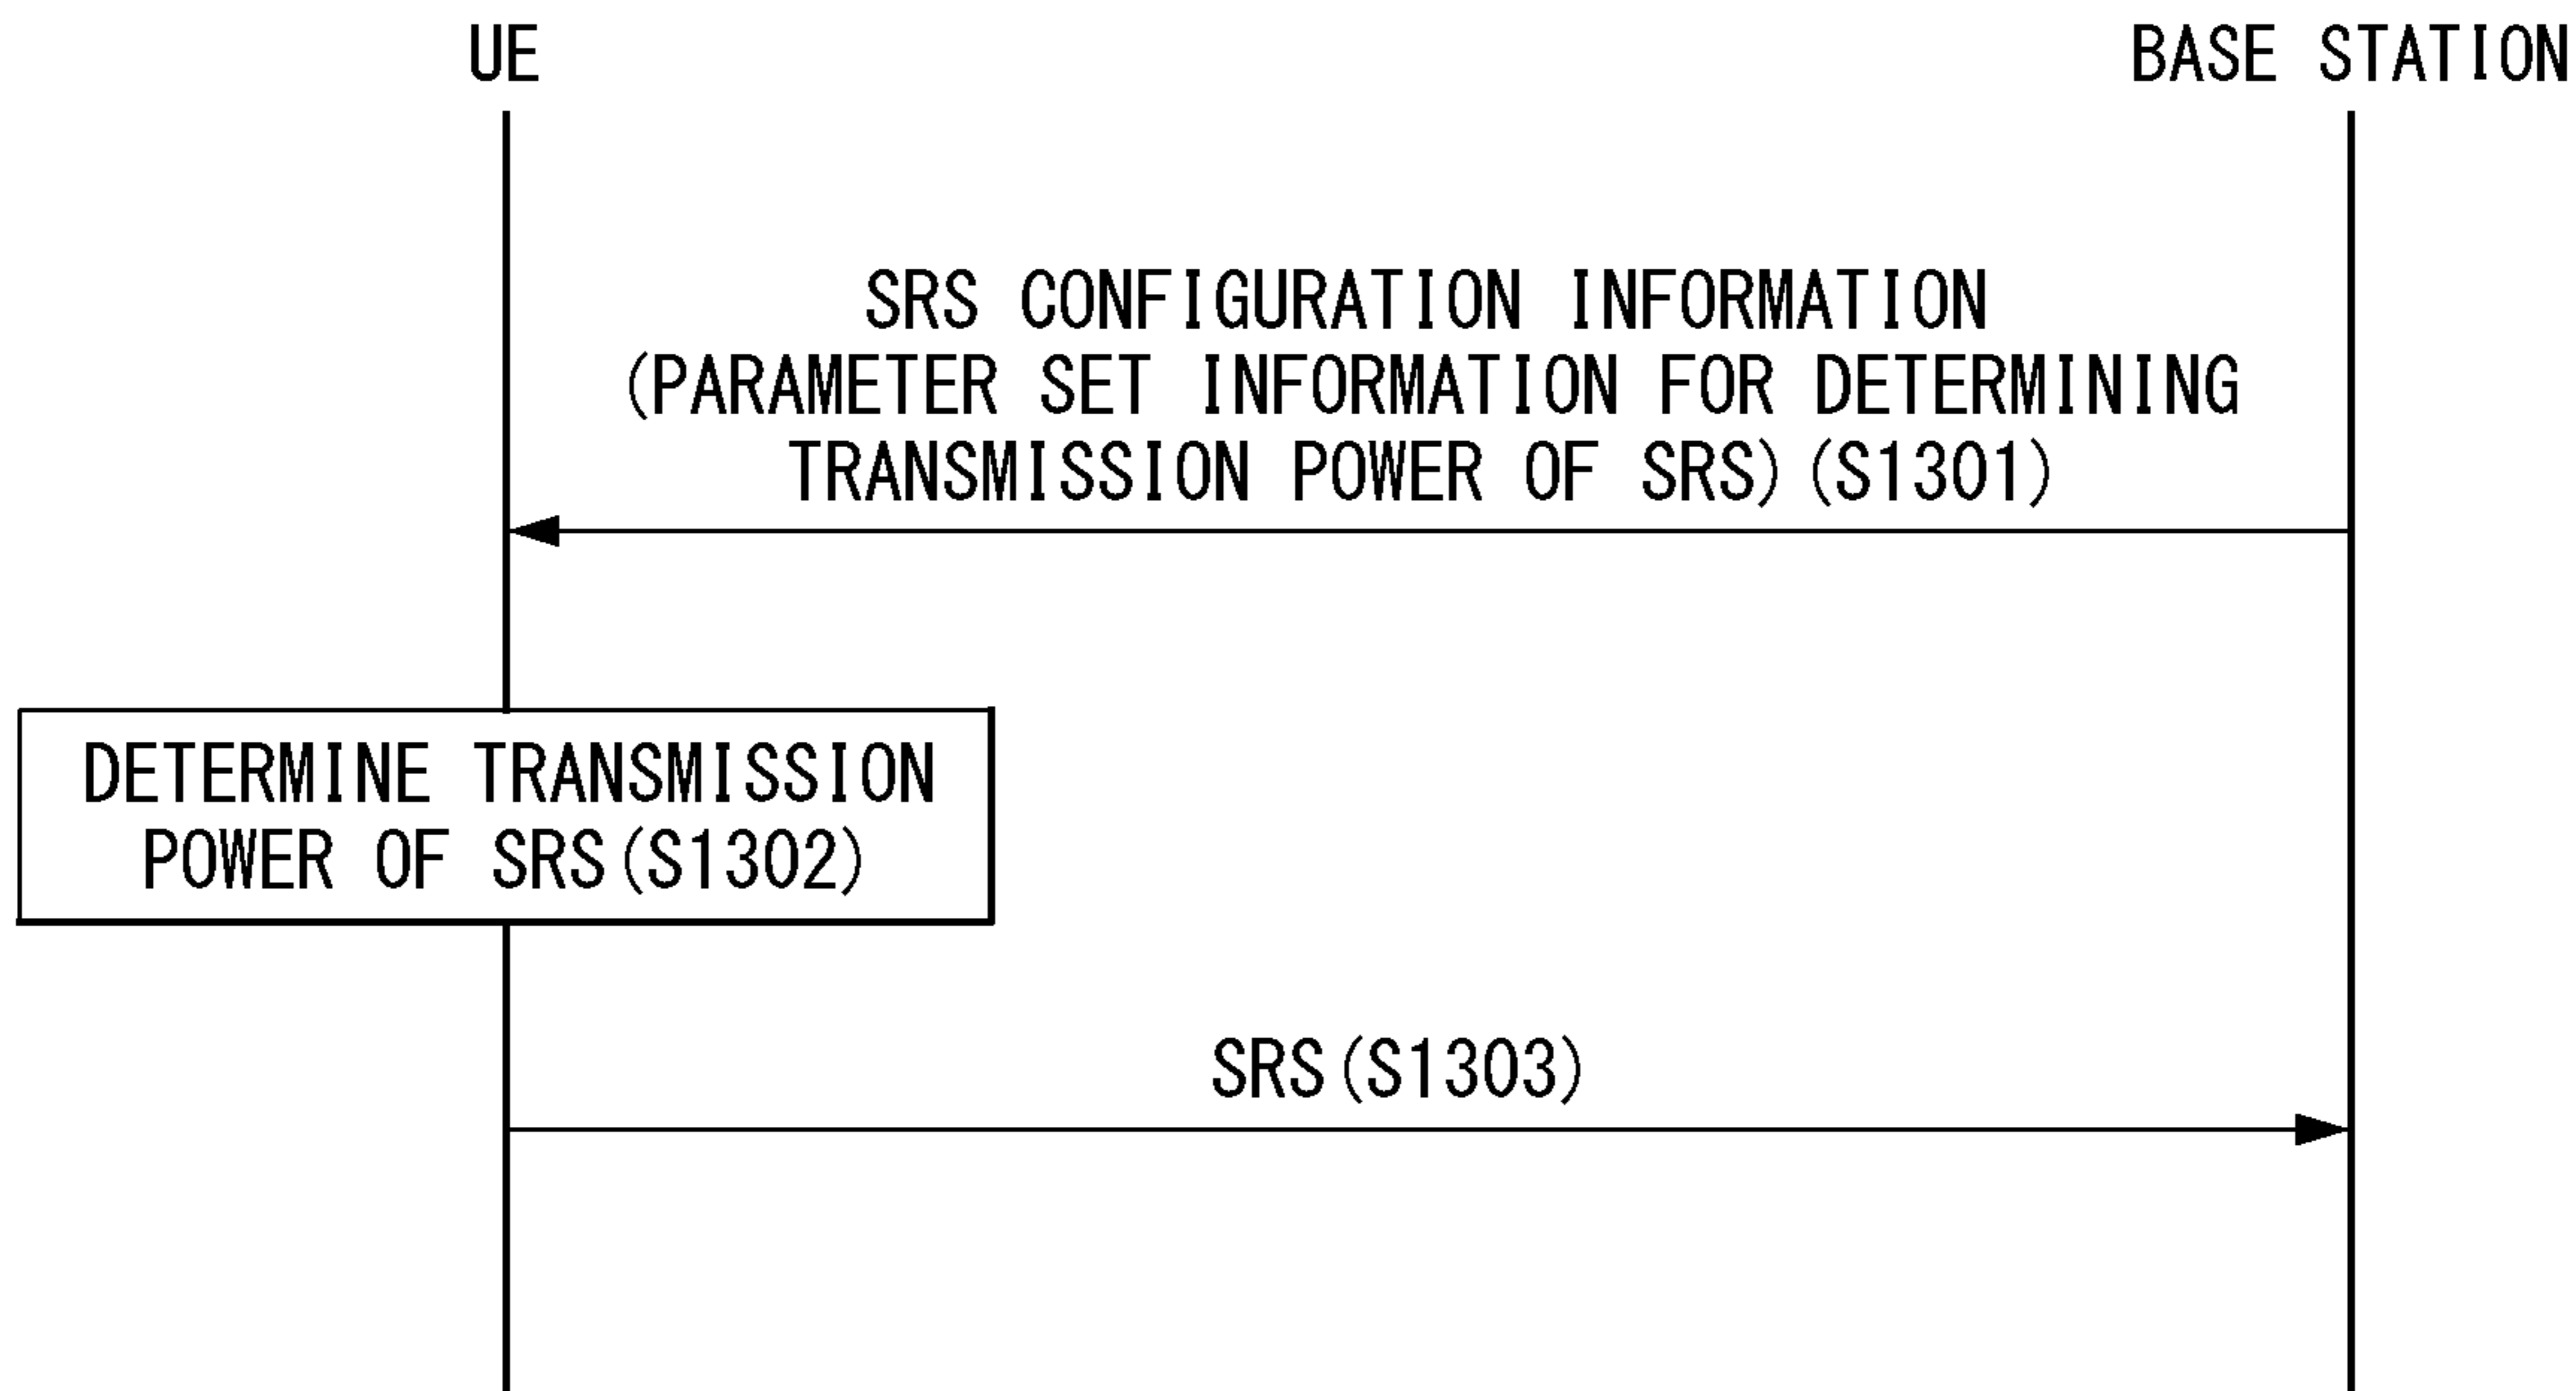 UE
BASE STATION
SRS CONFIGURATION INFORMATION
(PARAMETER SET INFORMATION FOR DETERMINING
TRANSMISSION POWER OF SRS) (S1301)
DETERMINE TRANSMISSION
POWER OF SRS(S1302)
SRS(S1303)